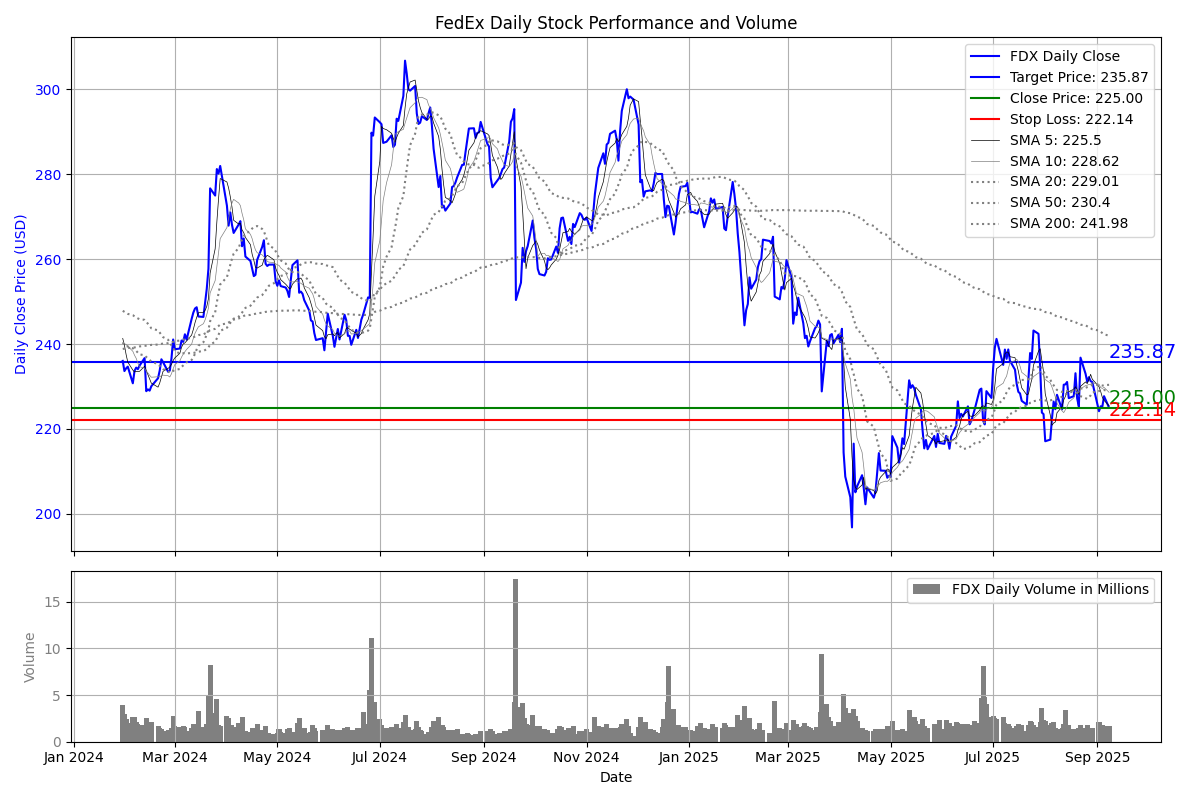 FedEx Daily Stock Performance and Volume
FDX Daily Close
Target Price: 235.87
Close Price: 225.00
Stop Loss: 222.14
SMA 5: 225.5
SMA 10: 228.62
SMA 20: 229.01
SMA 50: 230.4
SMA 200: 241.98
Daily Close Price (USD)
300
280
260
240
220
200
235.87
225.00
222.14
FDX Daily Volume in Millions
Volume
15
10
5
0
Jan 2024 Mar 2024 May 2024 Jul 2024 Sep 2024 Nov 2024 Jan 2025 Mar 2025 May 2025 Jul 2025 Sep 2025
Date